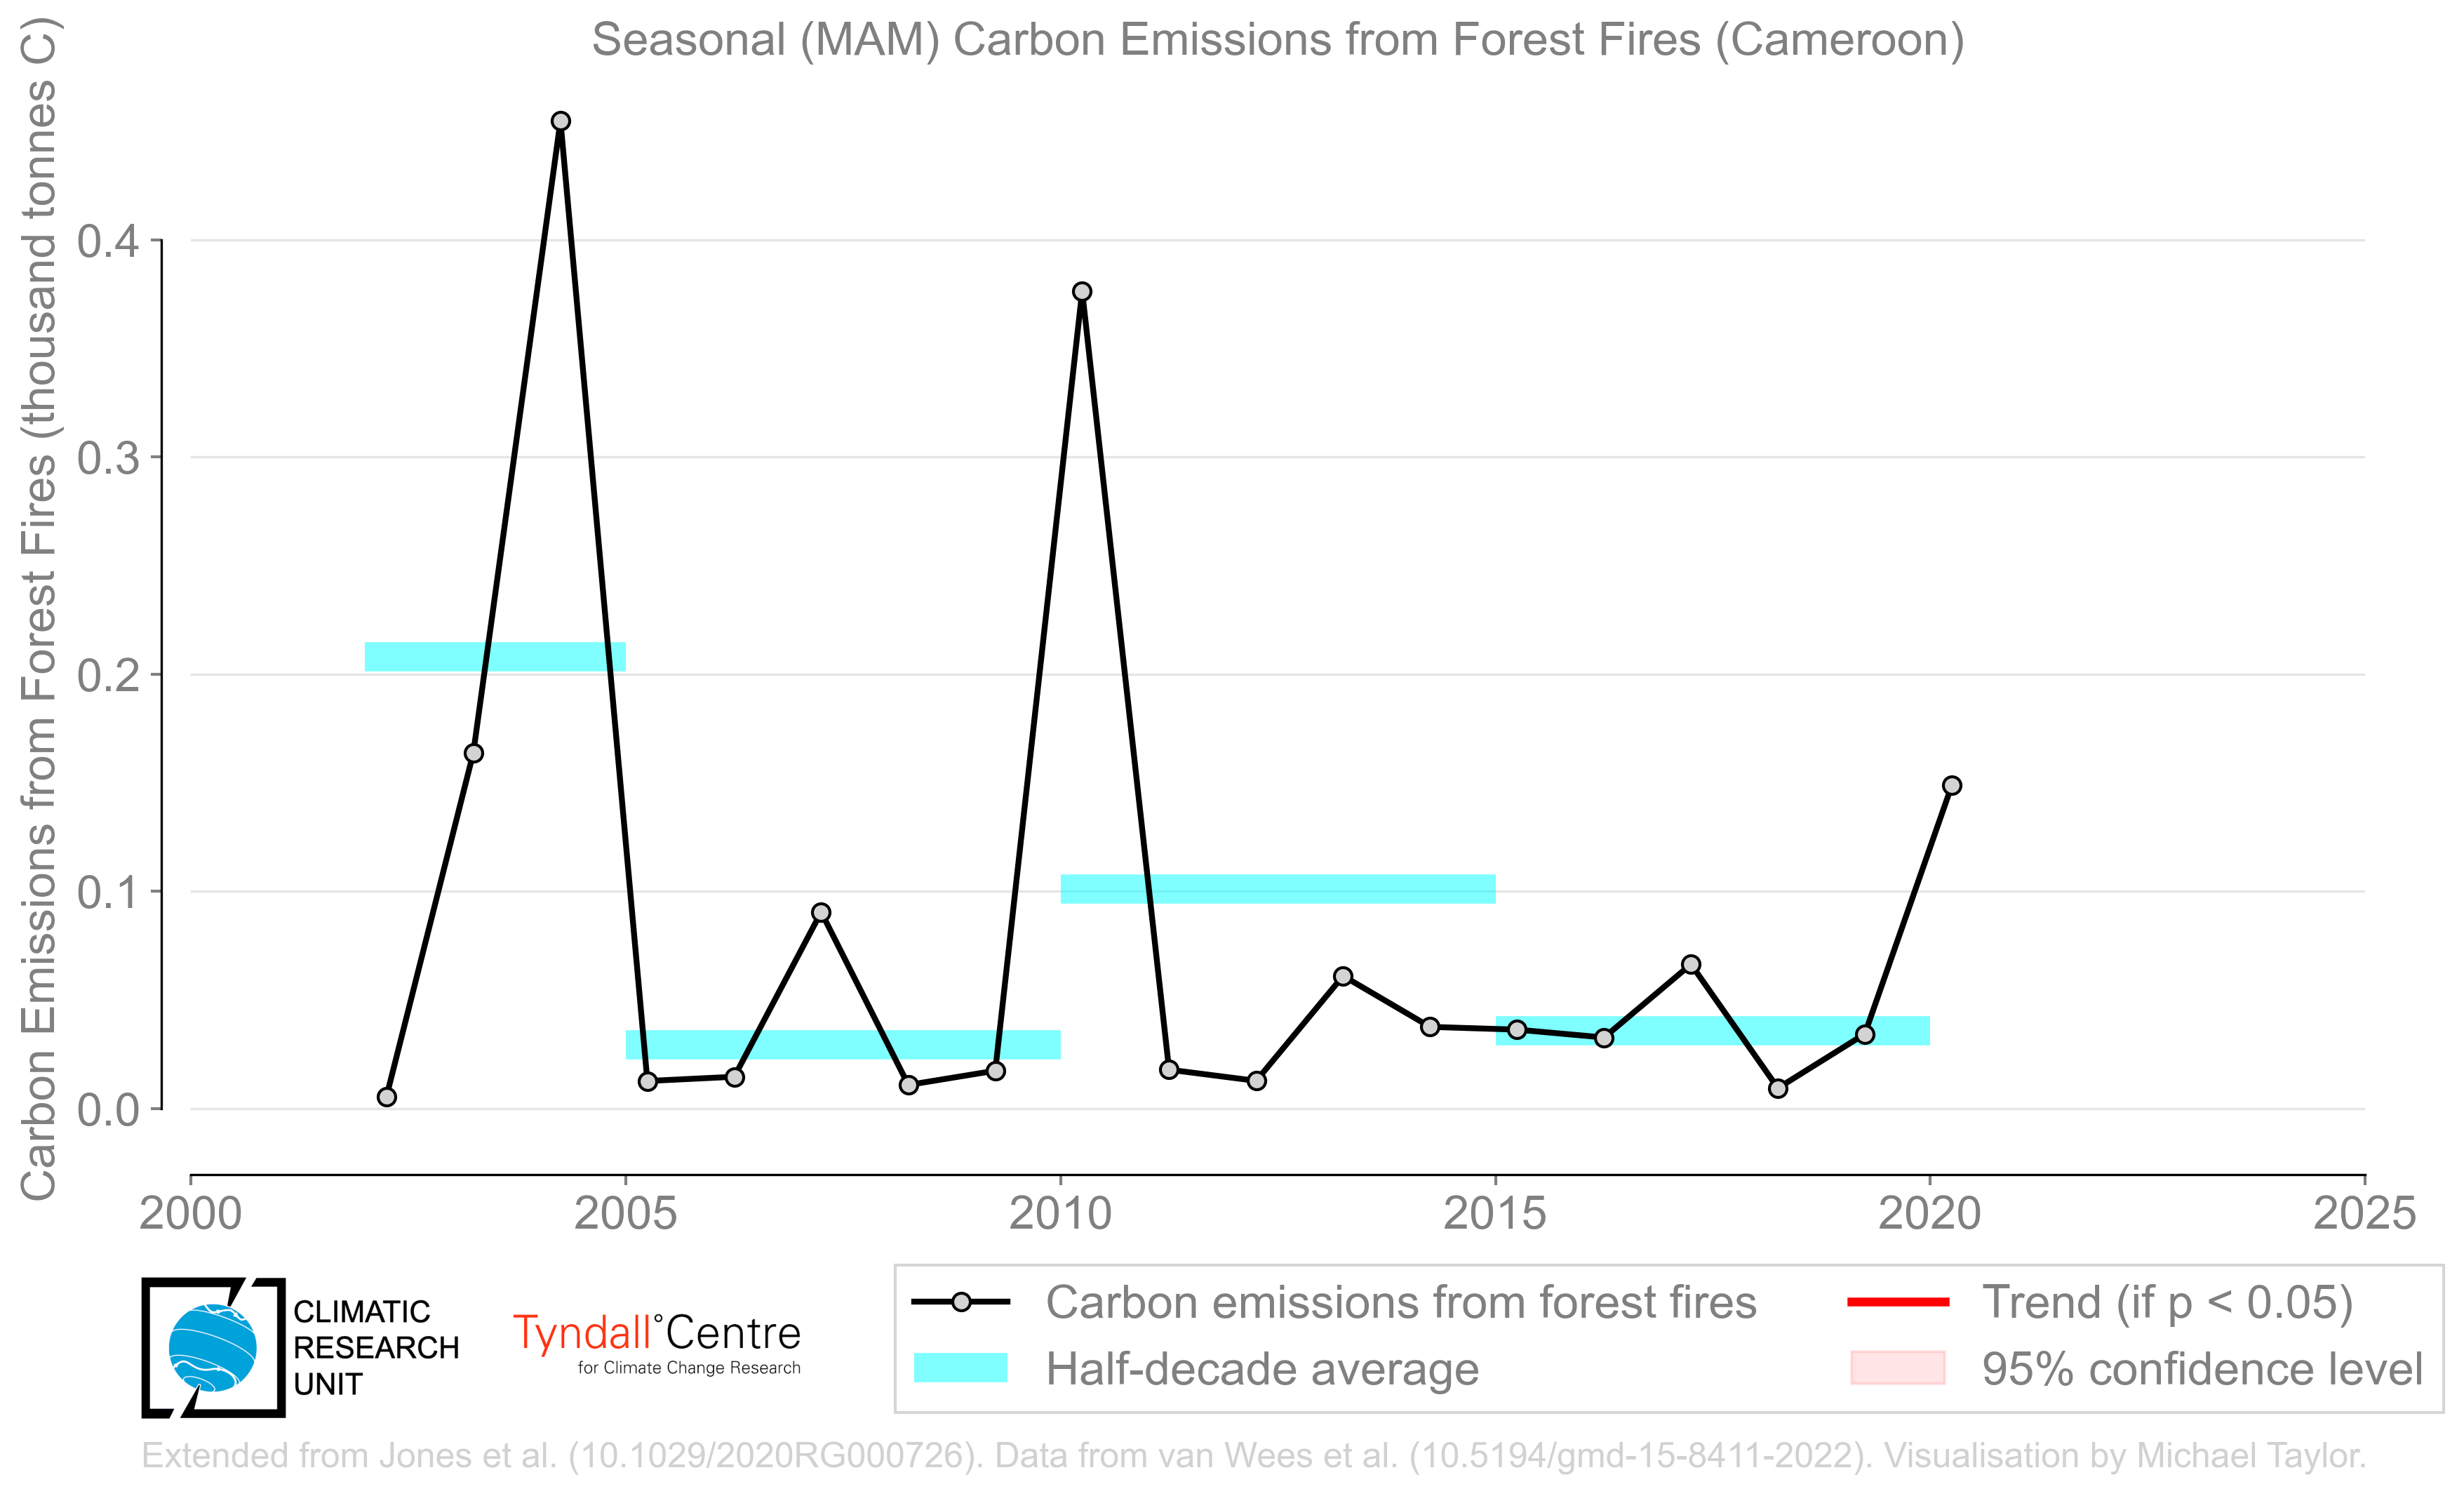 Seasonal (MAM) Carbon Emissions from Forest Fires (Cameroon)
Carbon Emissions from Forest Fires (thousand tonnes C)
0.4
0.3
0.2
0.1
0.0
2000 2005 2010 2015 2020 2025
CLIMATIC
RESEARCH
UNIT
Tyndall°Centre
for Climate Change Research
Carbon emissions from forest fires
Half-decade average
Trend (if p < 0.05)
95% confidence level
Extended from Jones et al. (10.1029/2020RG000726). Data from van Wees et al. (10.5194/gmd-15-8411-2022). Visualisation by Michael Taylor.